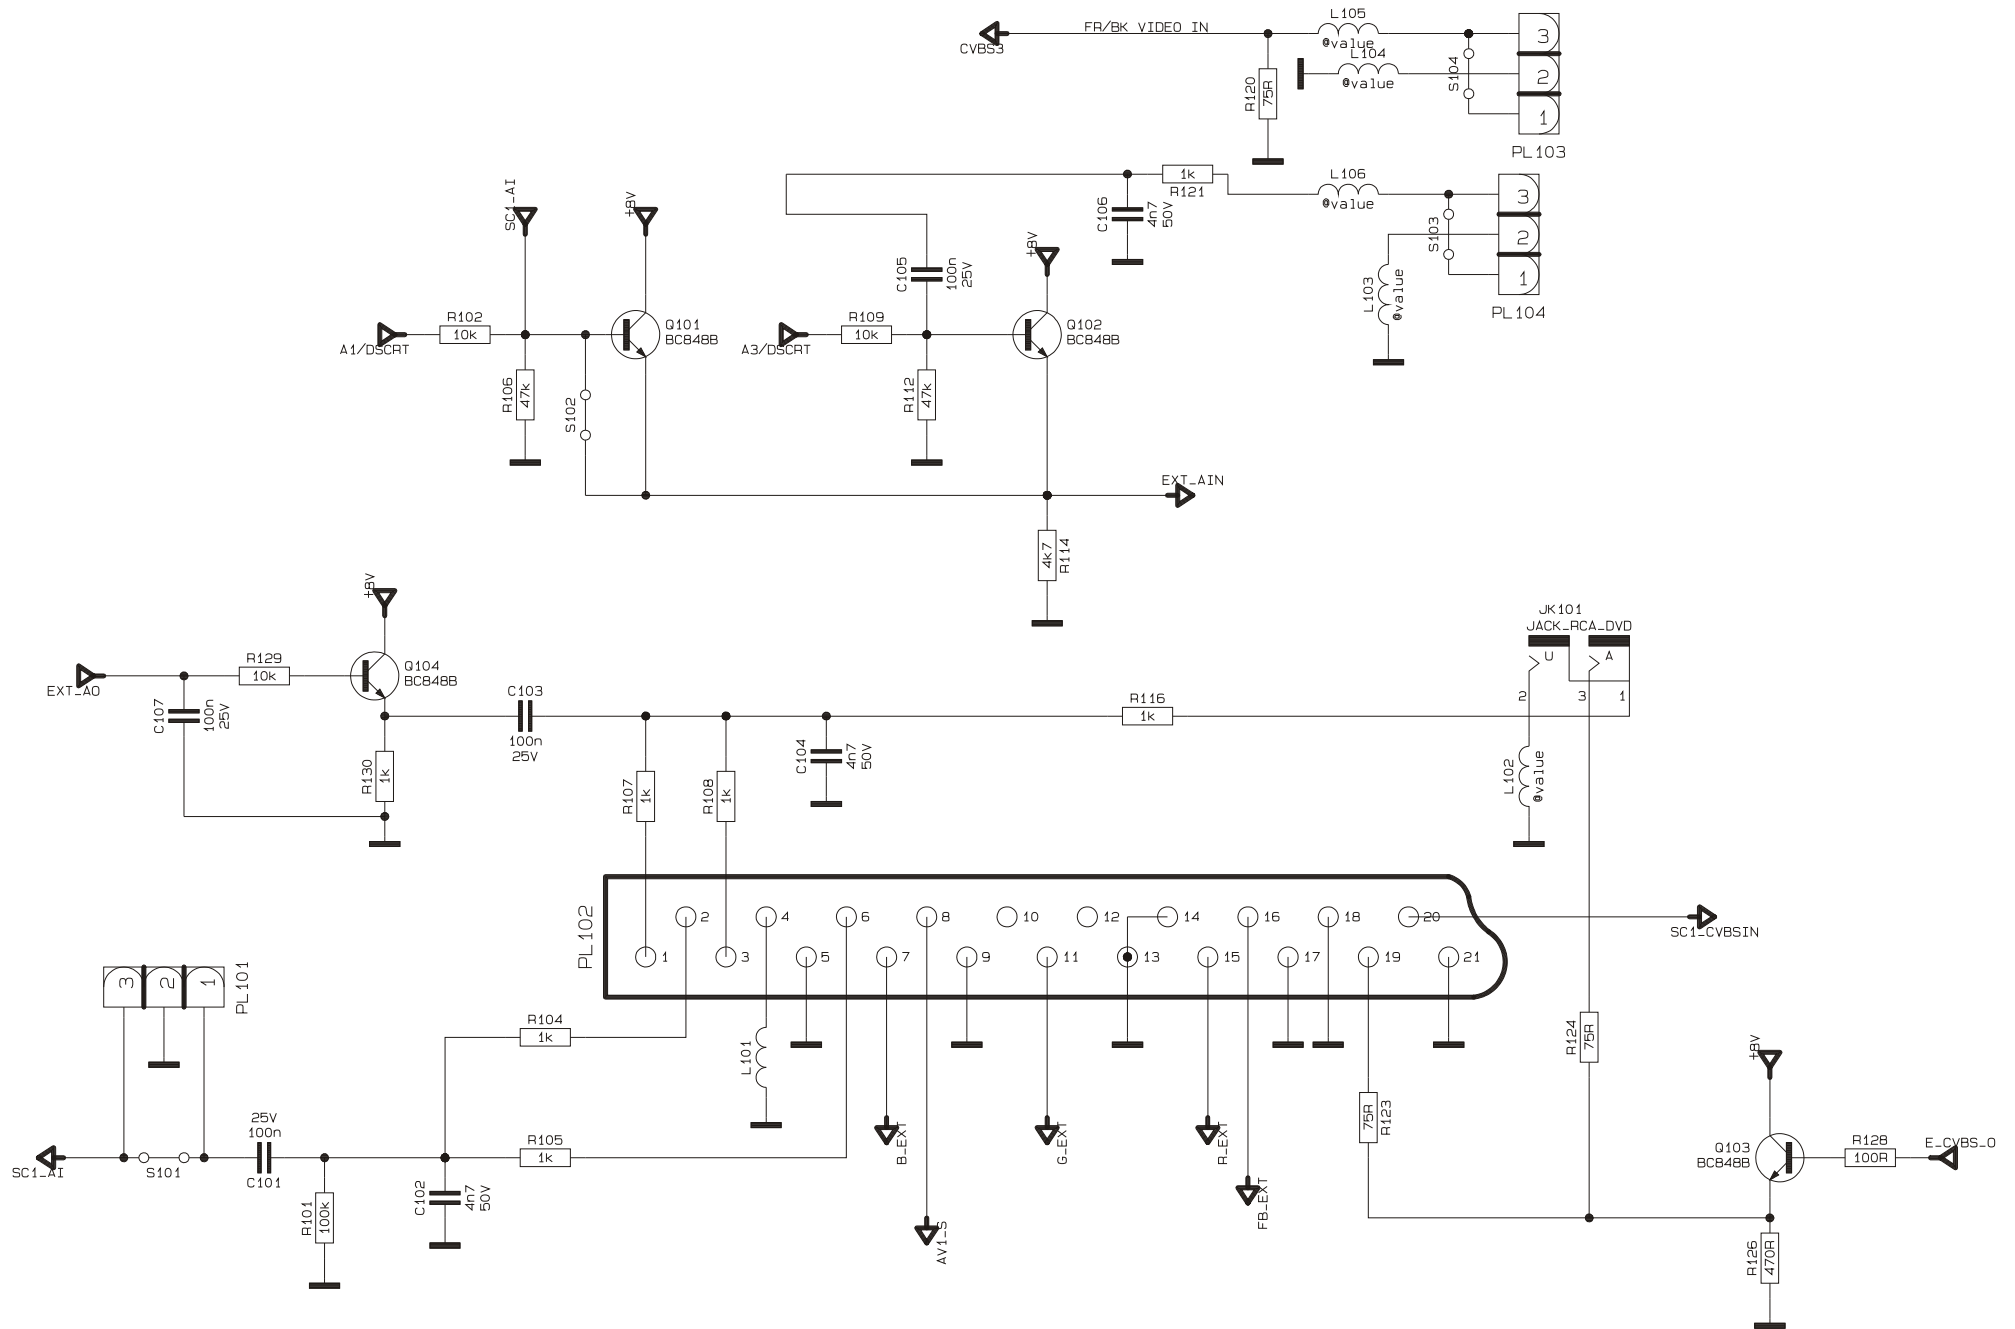 L105
FR/BK VIDEO IN
CVBS3
@value
L104
@value
R120
75R
S104
3
2
1
PL103
SC1_AI
+8V
1k
R121
C106
4n7
50V
L106
@value
S103
3
2
1
PL104
L103
@value
+8V
C105
100n
25V
R102
10k
A1/DSCRT
Q101
BC848B
R109
10k
A3/DSCRT
Q102
BC848B
R106
47k
S102
R112
47k
EXT_AIN
4K7
R114
+8V
JK101
JACK_RCA_DVD
U
A
2
3
1
R129
10k
Q104
BC848B
EXT_AO
C107
100n
25V
C103
100n
25V
R116
1k
R130
1k
R107
1k
R108
1k
C104
4n7
50V
L102
@value
PL102
2
4
6
8
10
12
14
16
18
20
1
3
5
7
9
11
13
15
17
19
21
SC1_CVBSIN
3
2
1
PL101
R104
1k
L101
R124
75R
+8V
75R
R123
25V
100n
C101
R105
1k
B_EXT
G_EXT
R_EXT
FB_EXT
AV1_S
Q103
BC848B
R128
100R
E_CVBS_O
SC1_AI
S101
R101
100k
C102
4n7
50V
R126
470R